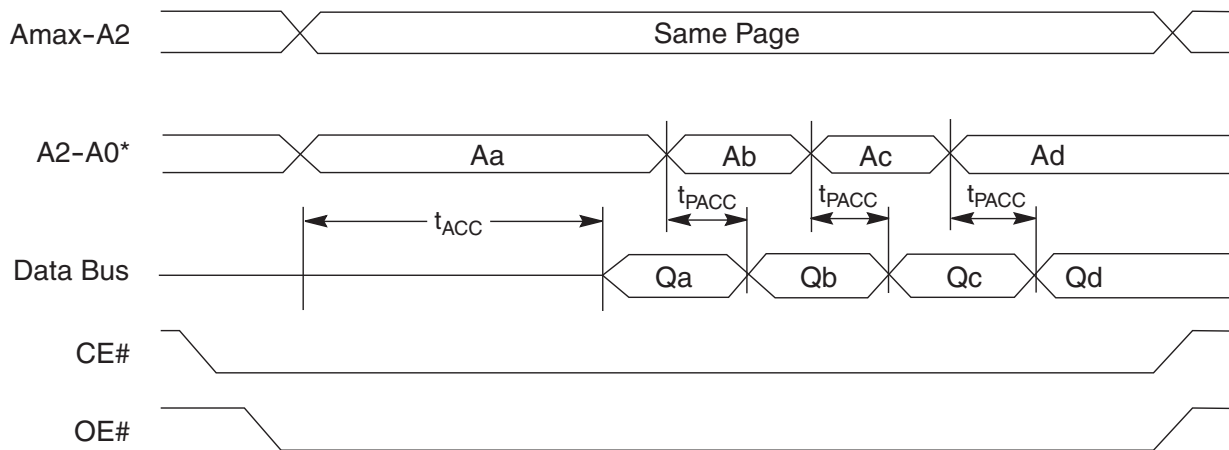 Amax-A2
Same Page
A2-A0*
Aa
Ab
Ac
Ad
tACC
tPACC
tPACC
tPACC
Data Bus
Qa
Qb
Qc
Qd
CE#
OE#